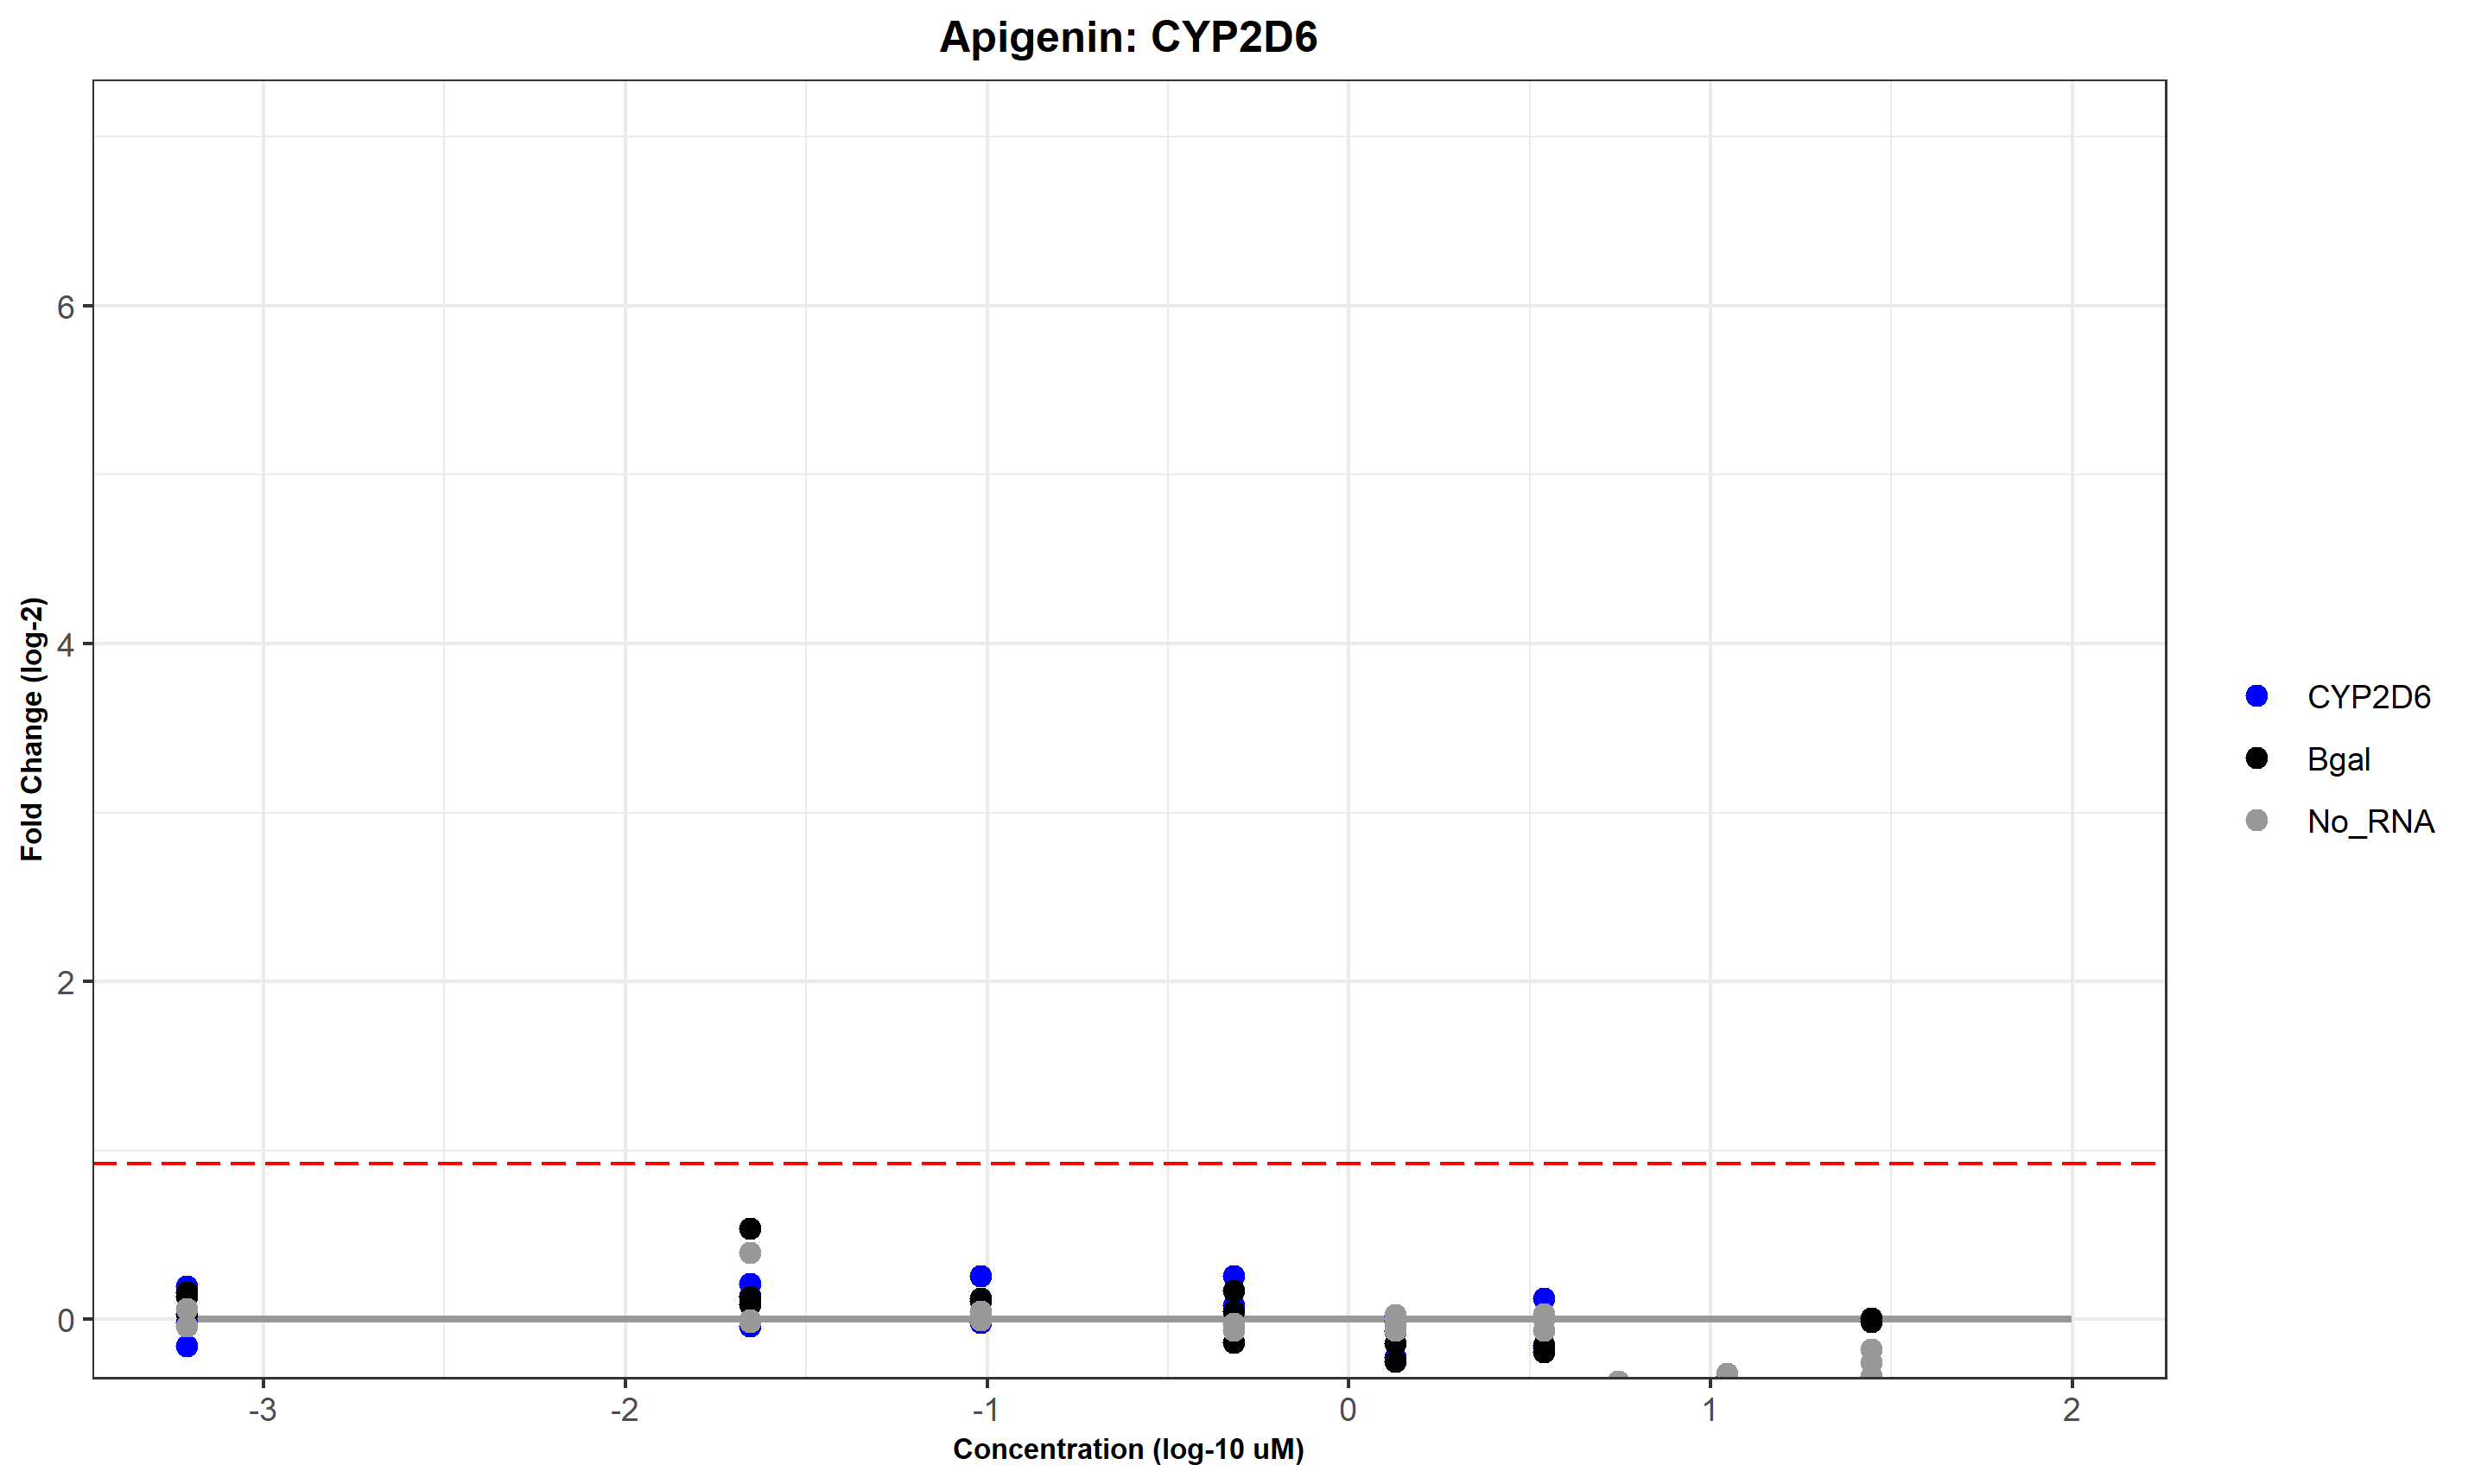 Apigenin: CYP2D6
Fold Change (log-2)
6
4
2
0
-3
-2
-1
0
1
2
Concentration (log-10 uM)
CYP2D6
Bgal
No_RNA